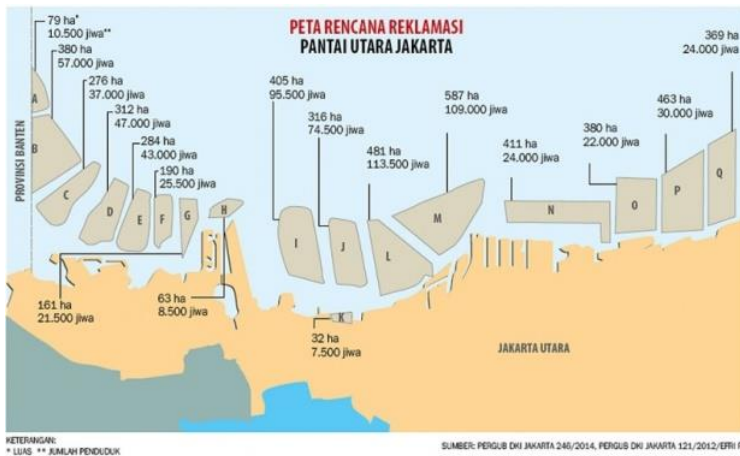 PETA RENCANA REKLAMASI
PANTAI UTARA JAKARTA
79 ha*
10.500 jiwa**
380 ha
57.000 jiwa
276 ha
37.000 jiwa
312 ha
47.000 jiwa
284 ha
43.000 jiwa
190 ha
25.500 jiwa
405 ha
95.500 jiwa
316 ha
74.500 jiwa
481 ha
113.500 jiwa
587 ha
109.000 jiwa
411 ha
24.000 jiwa
380 ha
22.000 jiwa
463 ha
30.000 jiwa
369 ha
24.000 jiwa
PROVINSI BANTEN
A
B
C
D
E
F
G
H
I
J
L
M
N
O
P
Q
K
161 ha
21.500 jiwa
63 ha
8.500 jiwa
32 ha
7.500 jiwa
JAKARTA UTARA
KETERANGAN:
* LUAS ** JUMLAH PENDUDUK
SUMBER: PERGUB DKI JAKARTA 246/2014, PERGUB DKI JAKARTA 121/2012/EFRI